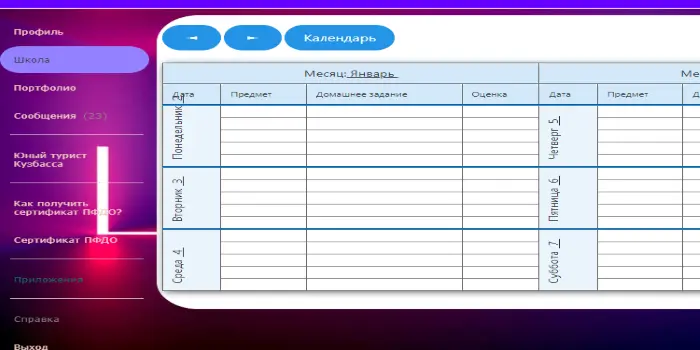 Профиль
Школа
Портфолио
Сообщения (23)
Юный турист
Кузбасса
Как получить
сертификат ПФДО?
Сертификат ПФДО
Приложения
Справка
Выход
◄ ► Календарь
Месяц: Январь
Дата Предмет Домашнее задание Оценка
Понедельник 2
Вторник 3
Среда 4
Ме
Дата Предмет Д
Четверг 5
Пятница 6
Суббота 7